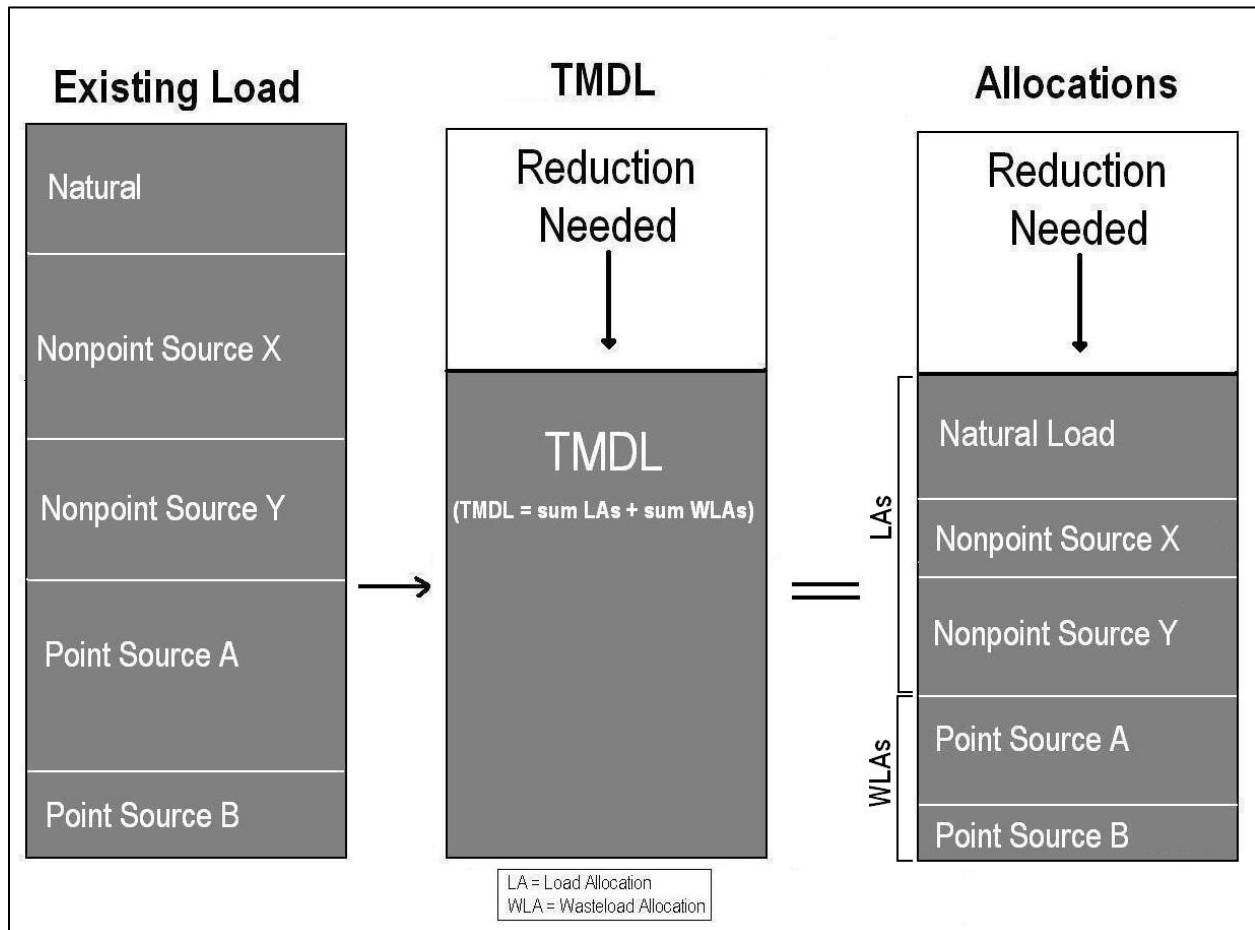 Existing Load
Natural
Nonpoint Source X
Nonpoint Source Y
Point Source A
Point Source B
TMDL
Reduction
Needed
TMDL
(TMDL = sum LAs + sum WLAs)
Allocations
Reduction
Needed
LAs
Natural Load
Nonpoint Source X
Nonpoint Source Y
WLAs
Point Source A
Point Source B
LA = Load Allocation
WLA = Wasteload Allocation